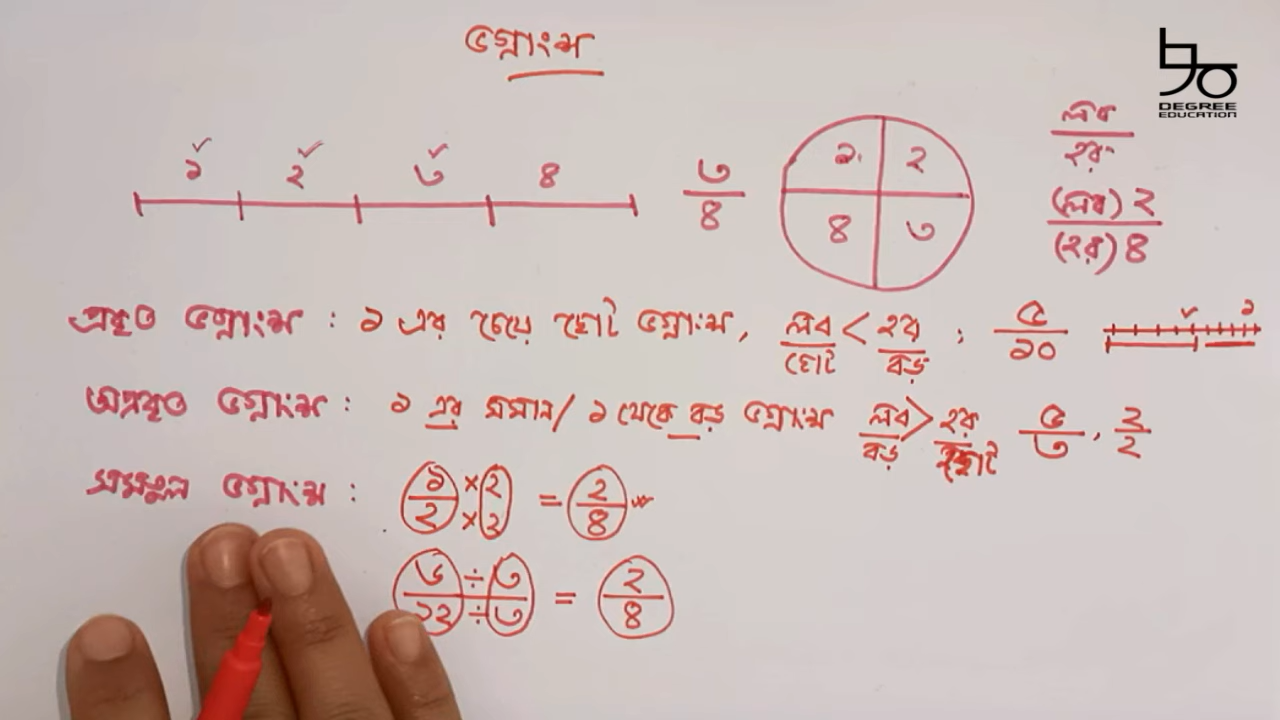 ভগ্নাংশ
DEGREE
EDUCATION
১ ২ ৩ ৪
৩/৪
১ ২
৪ ৩
লব/হর
(লব) ২/(হর) ৪
প্রকৃত ভগ্নাংশ : ১ এর চেয়ে ছোট ভগ্নাংশ, লব/ছোট < হর/বড় , ৫/১০ ১
অপ্রকৃত ভগ্নাংশ : ১ এর সমান/ ১ থেকে বড় ভগ্নাংশ লব/বড় > হর/ছোট ৫/৩, ২/২
সমতুল ভগ্নাংশ : ১/২ × ২/× ২ = ২/৪
৬/১২ ÷ ৩/÷ ৩ = ২/৪